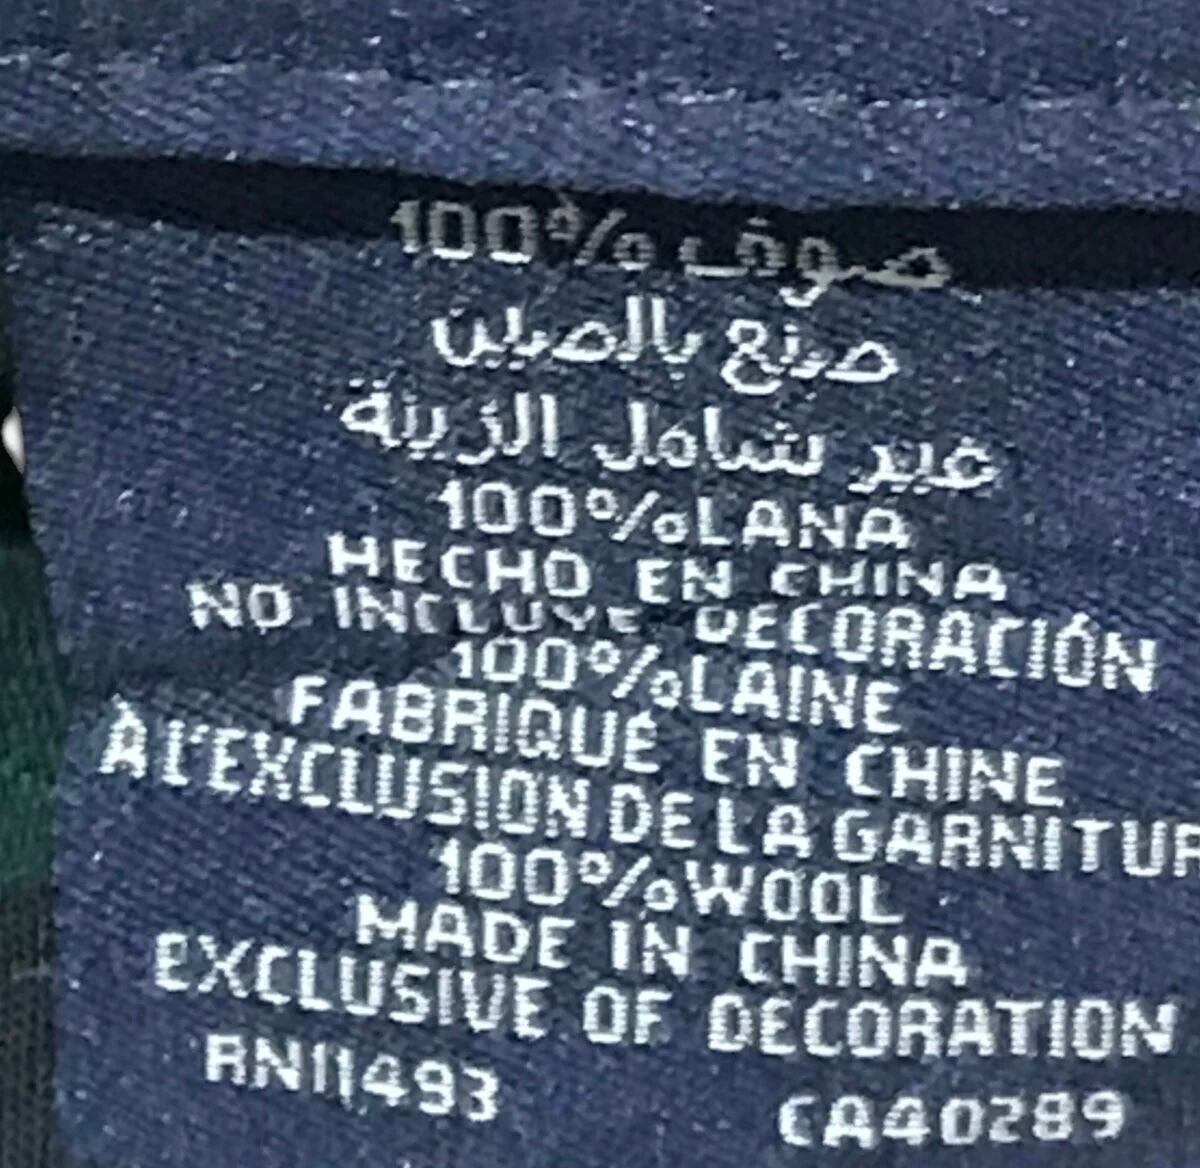 100% صوف
صنع بالصين
غير شامل الزينة
100%LANA
HECHO EN CHINA
NO INCLUYE DECORACIÓN
100%LAINE
FABRIQUÉ EN CHINE
À L'EXCLUSION DE LA GARNITUR
100%WOOL
MADE IN CHINA
EXCLUSIVE OF DECORATION
RN11493 CA40289